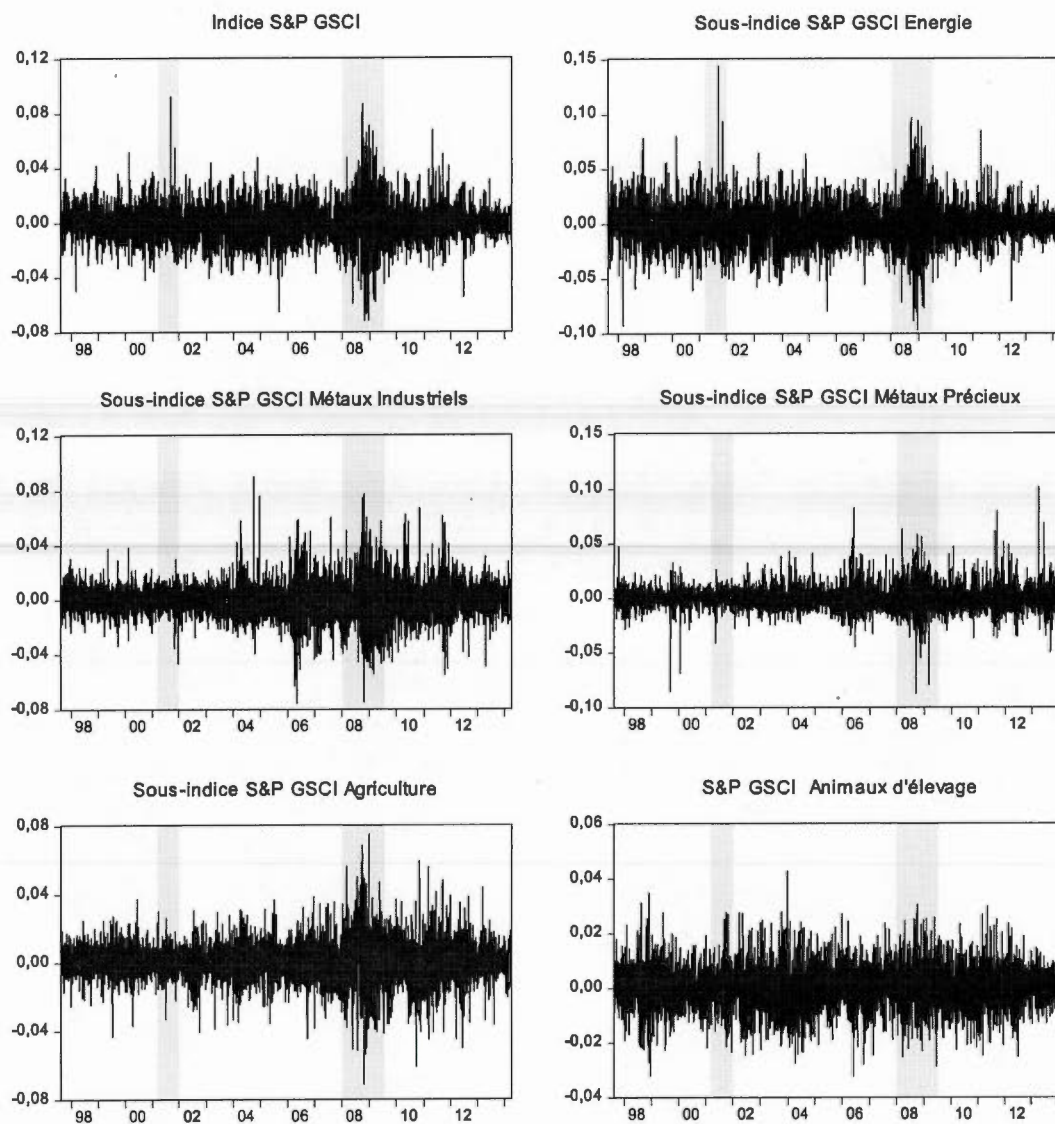 Indice S&P GSCI
0,12
0,08
0,04
0,00
-0,04
-0,08
98 00 02 04 06 08 10 12
Sous-indice S&P GSCI Energie
0,15
0,10
0,05
0,00
-0,05
-0,10
98 00 02 04 06 08 10 12
Sous-indice S&P GSCI Métaux Industriels
0,12
0,08
0,04
0,00
-0,04
-0,08
98 00 02 04 06 08 10 12
Sous-indice S&P GSCI Métaux Précieux
0,15
0,10
0,05
0,00
-0,05
-0,10
98 00 02 04 06 08 10 12
Sous-indice S&P GSCI Agriculture
0,08
0,04
0,00
-0,04
-0,08
98 00 02 04 06 08 10 12
S&P GSCI Animaux d'élevage
0,06
0,04
0,02
0,00
-0,02
-0,04
98 00 02 04 06 08 10 12